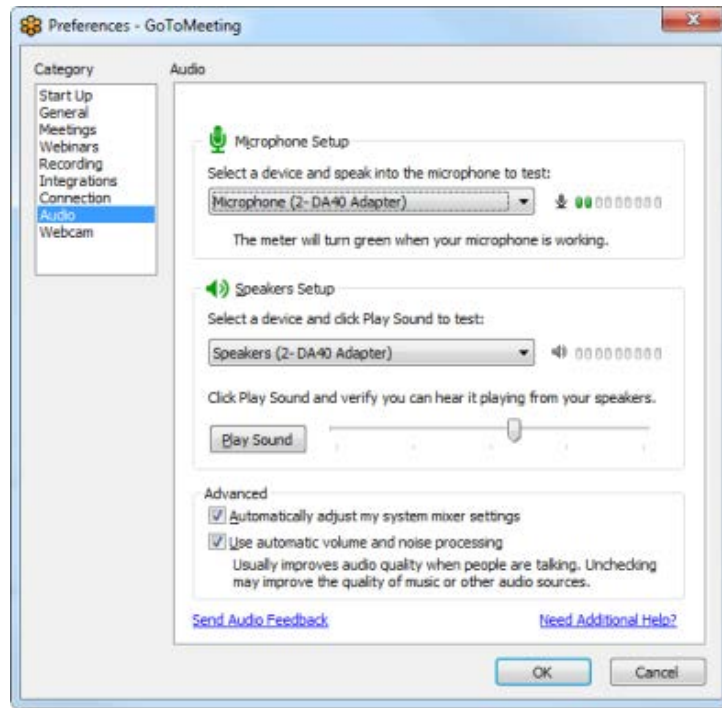 Preferences - GoToMeeting
Category
Start Up
General
Meetings
Webinars
Recording
Integrations
Connection
Audio
Webcam
Audio
Microphone Setup
Select a device and speak into the microphone to test:
Microphone (2- DA40 Adapter)
The meter will turn green when your microphone is working.
Speakers Setup
Select a device and click Play Sound to test:
Speakers (2- DA40 Adapter)
Click Play Sound and verify you can hear it playing from your speakers.
Play Sound
Advanced
Automatically adjust my system mixer settings
Use automatic volume and noise processing
Usually improves audio quality when people are talking. Unchecking
may improve the quality of music or other audio sources.
Send Audio Feedback
Need Additional Help?
OK
Cancel